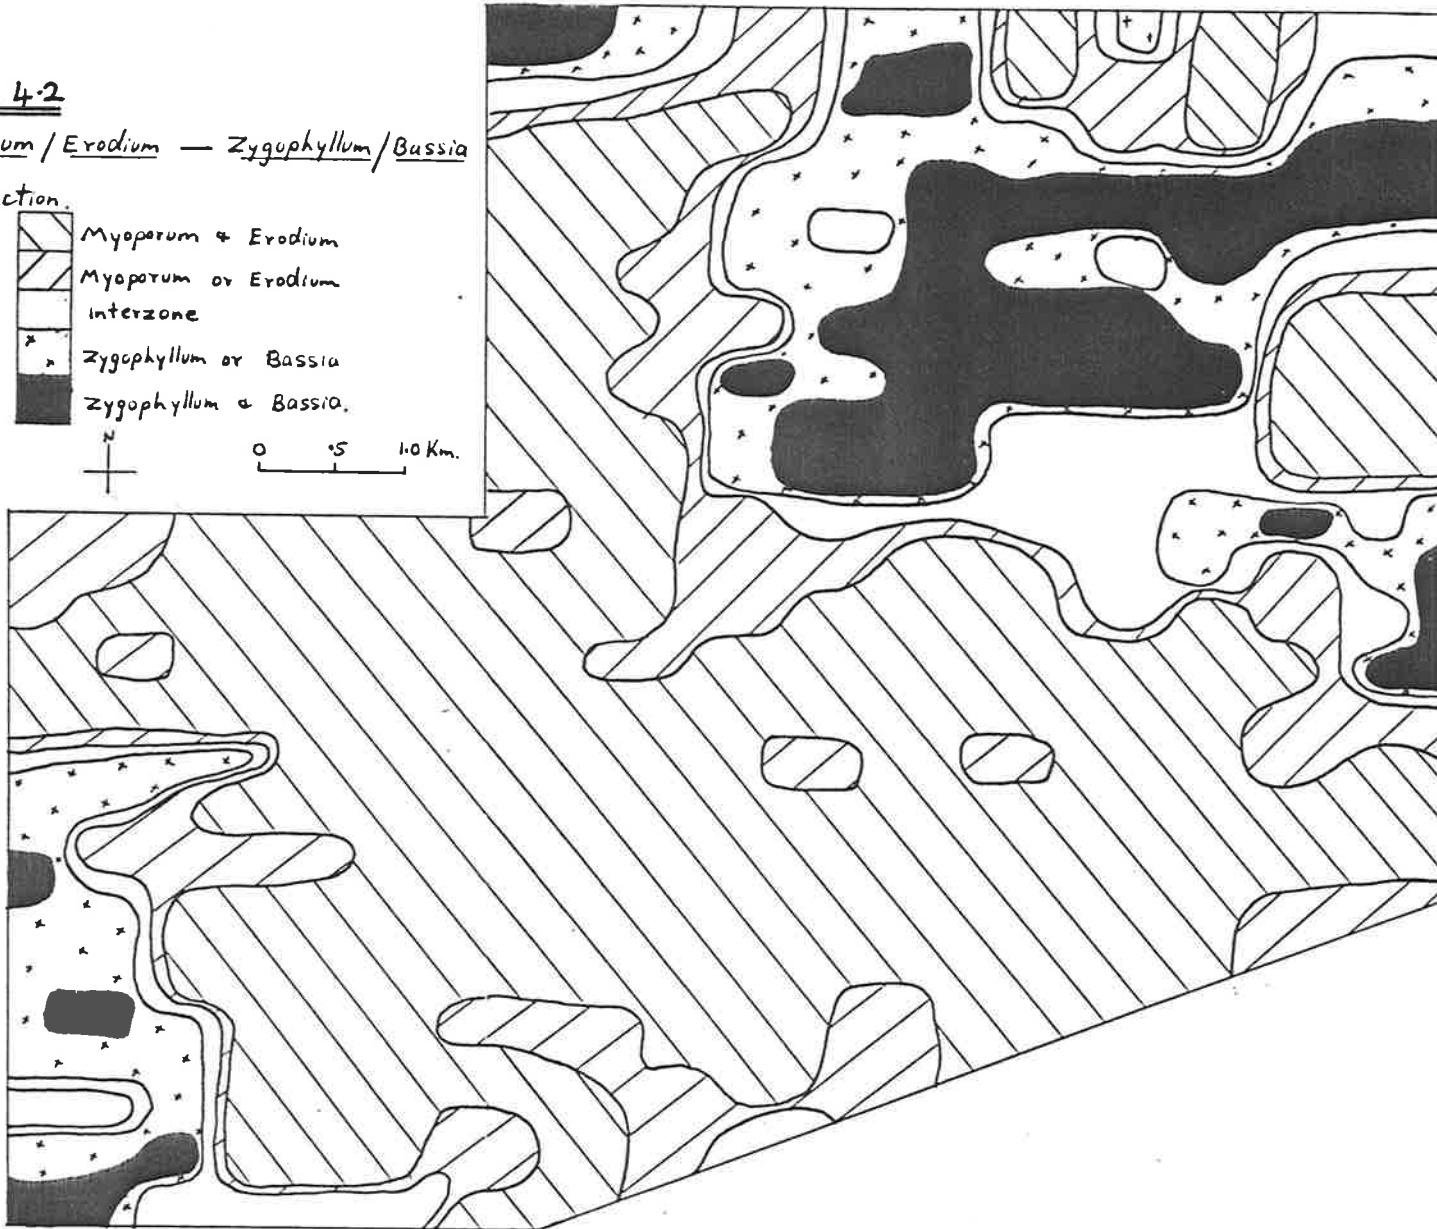 4.2
um / Erodium — Zygophyllum / Bassia
ction.
Myoporum & Erodium
Myoporum or Erodium
interzone
Zygophyllum or Bassia
Zygophyllum & Bassia.
N
0 .5 1.0 Km.